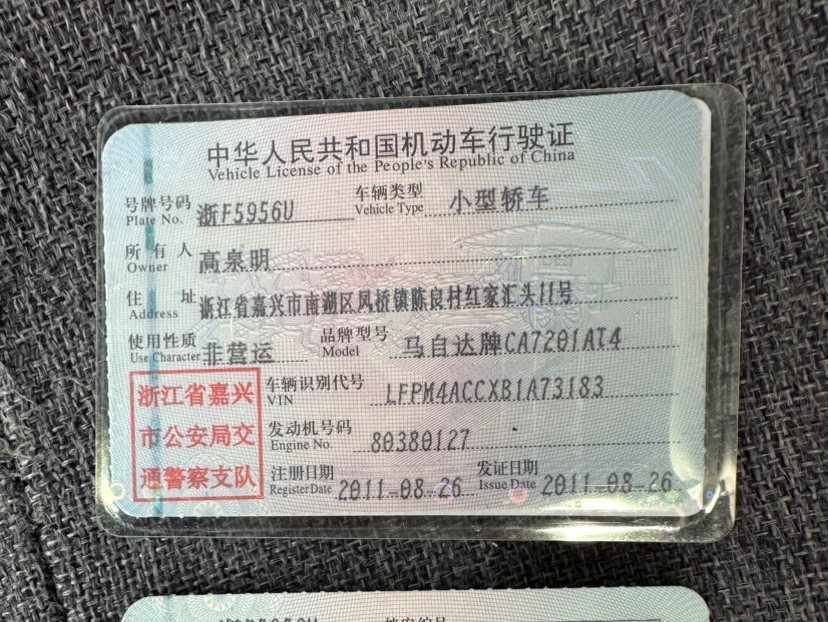 中华人民共和国机动车行驶证
Vehicle License of the People's Republic of China
号牌号码 浙F5956U 车辆类型 小型轿车
Plate No. Vehicle Type
所有人 高泉明
Owner
住址 浙江省嘉兴市南湖区凤桥镇陈良村红家汇头11号
Address
使用性质 非营运 品牌型号 马自达牌CA7201AT4
Use Character Model
浙江省嘉兴
市公安局交
通警察支队
车辆识别代号 LFPM4ACCXB1A73183
VIN
发动机号码 80380127
Engine No.
注册日期 2011-08-26 发证日期 2011-08-26
Register Date Issue Date